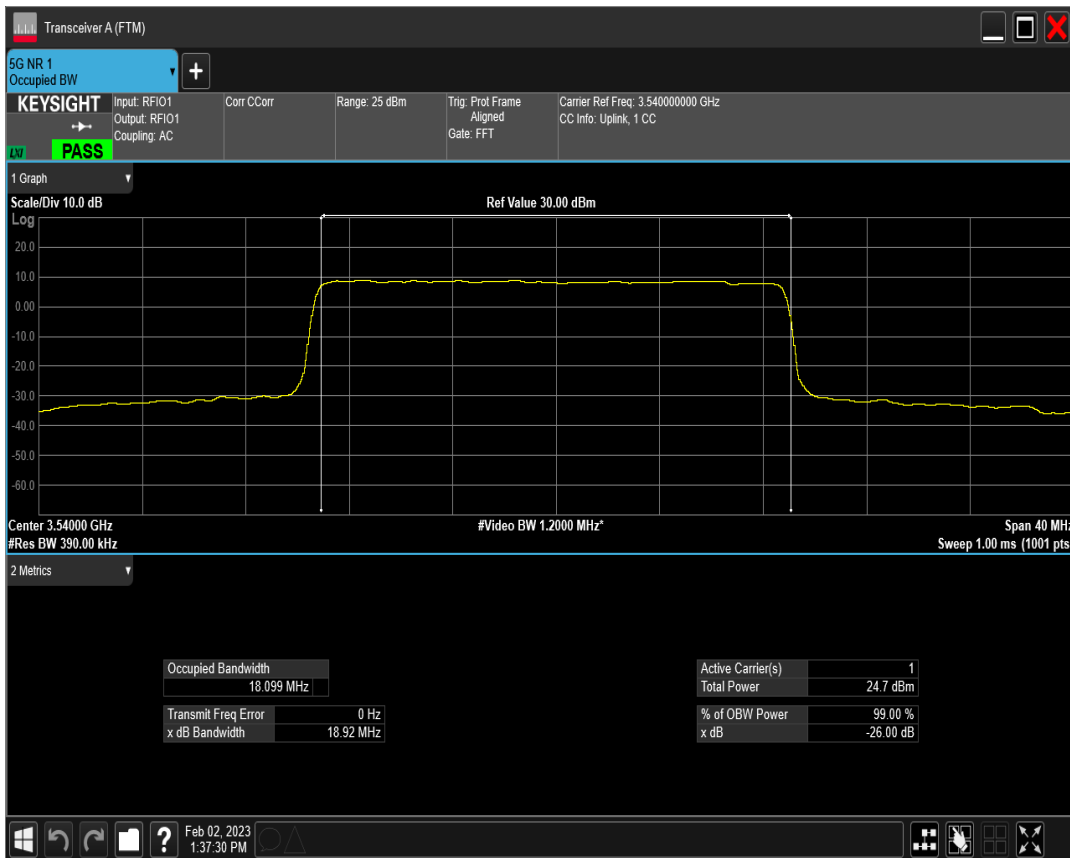 Transceiver A (FTM)
5G NR 1
Occupied BW
+
KEYSIGHT
LXI
PASS
Input: RFIO1
Output: RFIO1
Coupling: AC
Corr CCorr
Range: 25 dBm
Trig: Prot Frame
Aligned
Gate: FFT
Carrier Ref Freq: 3.540000000 GHz
CC Info: Uplink, 1 CC
1 Graph
Scale/Div 10.0 dB
Ref Value 30.00 dBm
Log
20.0
10.0
0.00
-10.0
-20.0
-30.0
-40.0
-50.0
-60.0
Center 3.54000 GHz
#Video BW 1.2000 MHz*
Span 40 MHz
#Res BW 390.00 kHz
Sweep 1.00 ms (1001 pts
2 Metrics
Occupied Bandwidth
18.099 MHz
Transmit Freq Error 0 Hz
x dB Bandwidth 18.92 MHz
Active Carrier(s) 1
Total Power 24.7 dBm
% of OBW Power 99.00 %
x dB -26.00 dB
?
Feb 02, 2023
1:37:30 PM